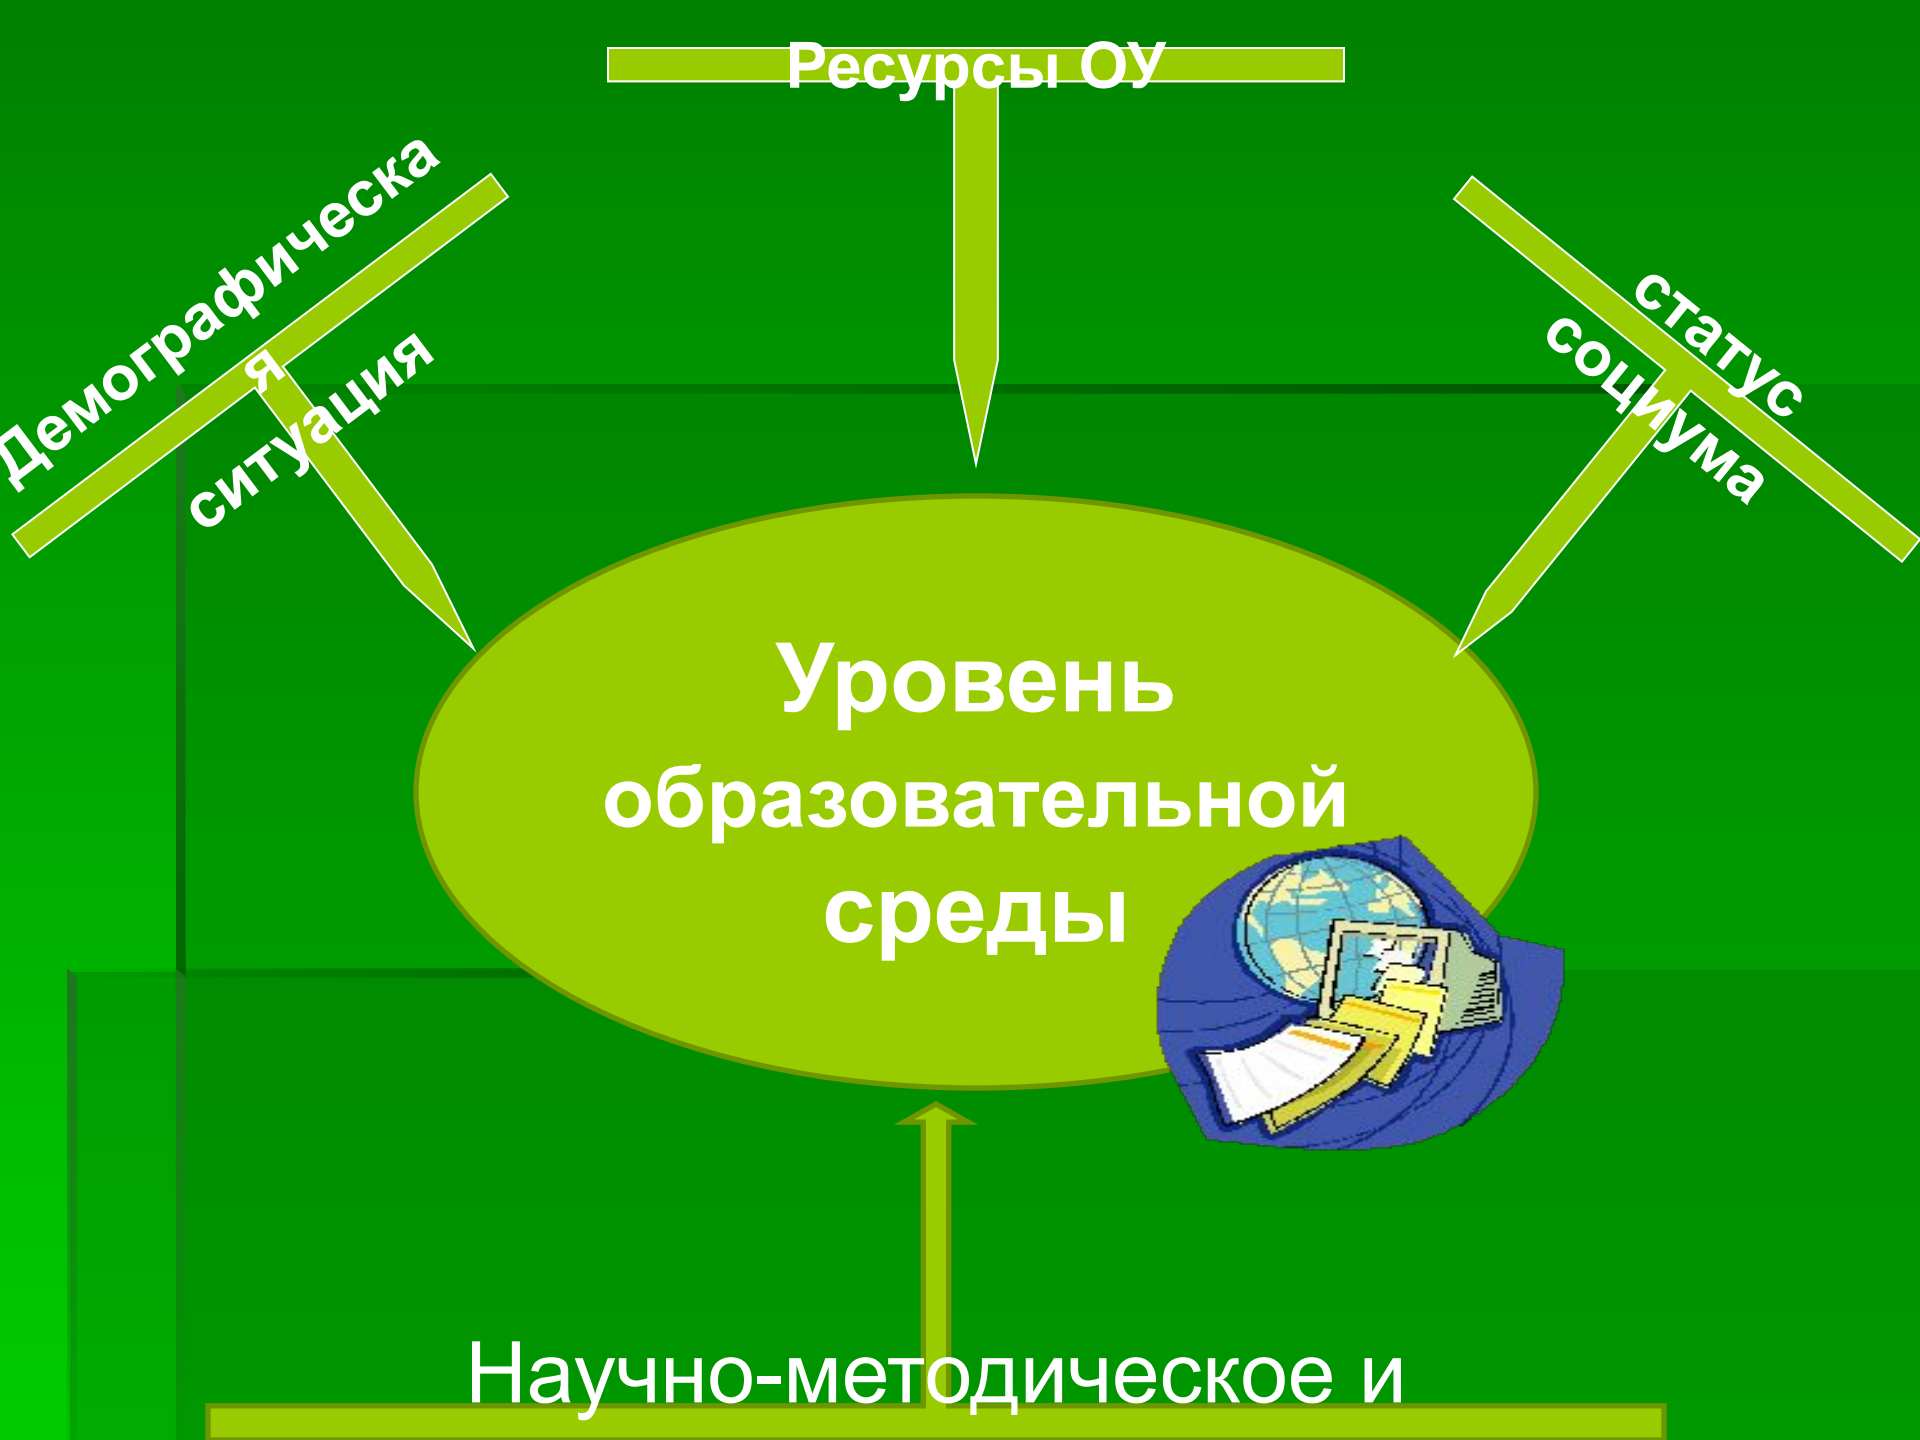 Ресурсы ОУ
Демографическа
я
ситуация
статус
социума
Уровень
образовательной
среды
Научно-методическое и